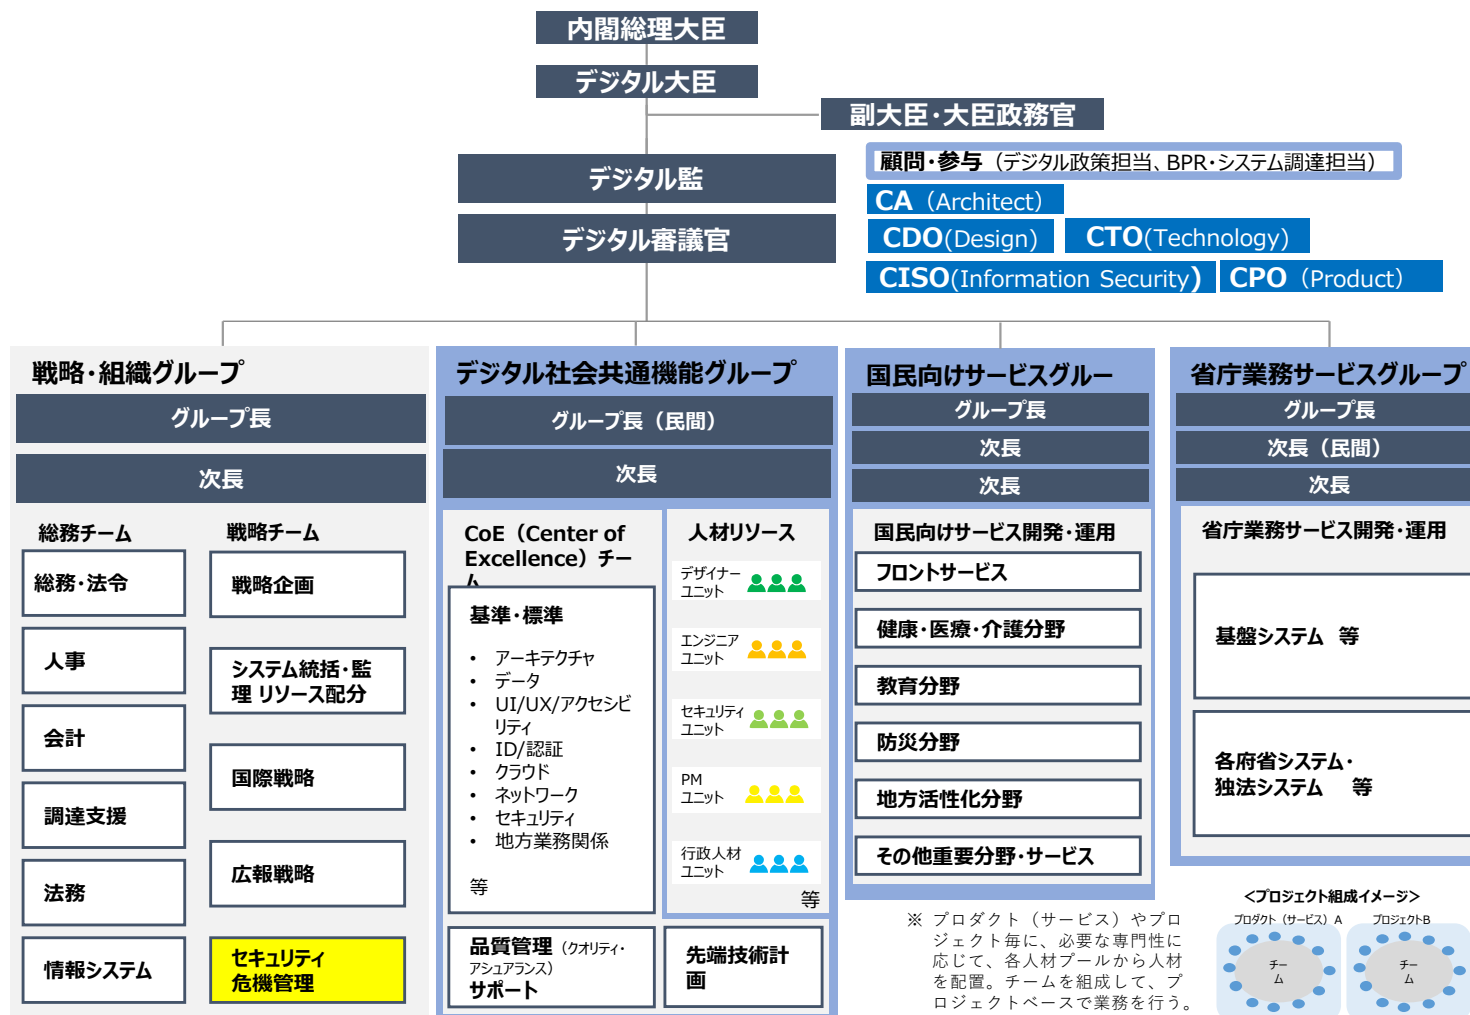 内閣総理大臣
デジタル大臣
副大臣・大臣政務官
デジタル監
デジタル審議官
顧問・参与（デジタル政策担当、BPR・システム調達担当）
CA（Architect）
CDO(Design)
CTO(Technology)
CISO(Information Security)
CPO（Product）
戦略・組織グループ
グループ長
次長
総務チーム
総務・法令
人事
会計
調達支援
法務
情報システム
戦略チーム
戦略企画
システム統括・監
理 リソース配分
国際戦略
広報戦略
セキュリティ
危機管理
デジタル社会共通機能グループ
グループ長（民間）
次長
CoE（Center of
Excellence）チー
ム
基準・標準
• アーキテクチャ
• データ
• UI/UX/アクセシビ
リティ
• ID/認証
• クラウド
• ネットワーク
• セキュリティ
• 地方業務関係
等
品質管理（クオリティ・
アシュアランス）
サポート
人材リソース
デザイナー
ユニット
エンジニア
ユニット
セキュリティ
ユニット
PM
ユニット
行政人材
ユニット
等
先端技術計
画
国民向けサービスグルー
グループ長
次長
次長
国民向けサービス開発・運用
フロントサービス
健康・医療・介護分野
教育分野
防災分野
地方活性化分野
その他重要分野・サービス
省庁業務サービスグループ
グループ長
次長（民間）
次長
省庁業務サービス開発・運用
基盤システム 等
各府省システム・
独法システム 等
※ プロダクト（サービス）やプロ
ジェクト毎に、必要な専門性に
応じて、各人材プールから人材
を配置。チームを組成して、プ
ロジェクトベースで業務を行う。
＜プロジェクト組成イメージ＞
プロダクト（サービス）A
プロジェクトB
チー
ム
チー
ム